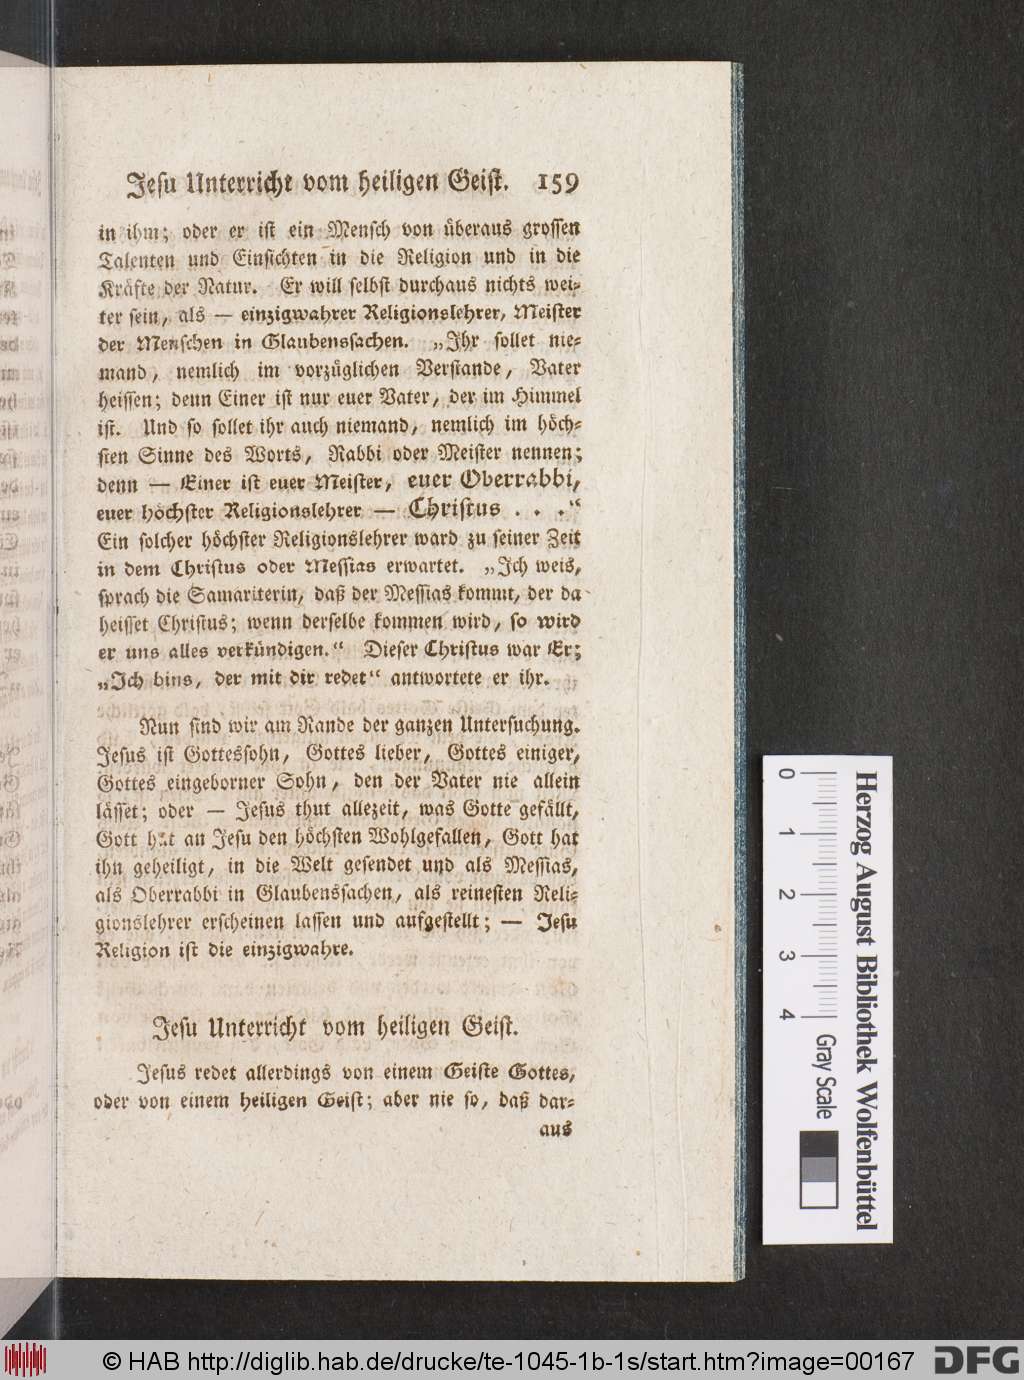 Jesu Unterricht vom heiligen Geist. 159
in ihm; oder er ist ein Mensch von überaus grossen
Talenten und Einsichten in die Religion und in die
Kräfte der Natur. Er will selbst durchaus nichts wei-
ter sein, als — einzigwahrer Religionslehrer, Meister
der Menschen in Glaubenssachen. „Ihr sollet nie-
mand, nemlich im vorzüglichen Verstande, Vater
heissen; denn Einer ist nur euer Vater, der im Himmel
ist. Und so sollet ihr auch niemand, nemlich im höch-
sten Sinne des Worts, Rabbi oder Meister nennen;
denn — Einer ist euer Meister, euer Oberrabbi,
euer höchster Religionslehrer — Christus . . .“
Ein solcher höchster Religionslehrer ward zu seiner Zeit
in dem Christus oder Messias erwartet. „Ich weis,
sprach die Samariterin, daß der Messias kommt, der da
heisset Christus; wenn derselbe kommen wird, so wird
er uns alles verkündigen.“ Dieser Christus war Er;
„Ich bins, der mit dir redet“ antwortete er ihr.
Nun sind wir am Rande der ganzen Untersuchung.
Jesus ist Gottessohn, Gottes lieber, Gottes einiger,
Gottes eingeborner Sohn, den der Vater nie allein
lässet; oder — Jesus thut allezeit, was Gotte gefällt,
Gott hat an Jesu den höchsten Wohlgefallen, Gott hat
ihn geheiligt, in die Welt gesendet und als Messias,
als Oberrabbi in Glaubenssachen, als reinesten Reli-
gionslehrer erscheinen lassen und aufgestellt; — Jesu
Religion ist die einzigwahre.
Jesu Unterricht vom heiligen Geist.
Jesus redet allerdings von einem Geiste Gottes,
oder von einem heiligen Geist; aber nie so, daß dar-
aus
Herzog August Bibliothek Wolfenbüttel
0 1 2 3 4 Gray Scale
© HAB http://diglib.hab.de/drucke/te-1045-1b-1s/start.htm?image=00167 DFG